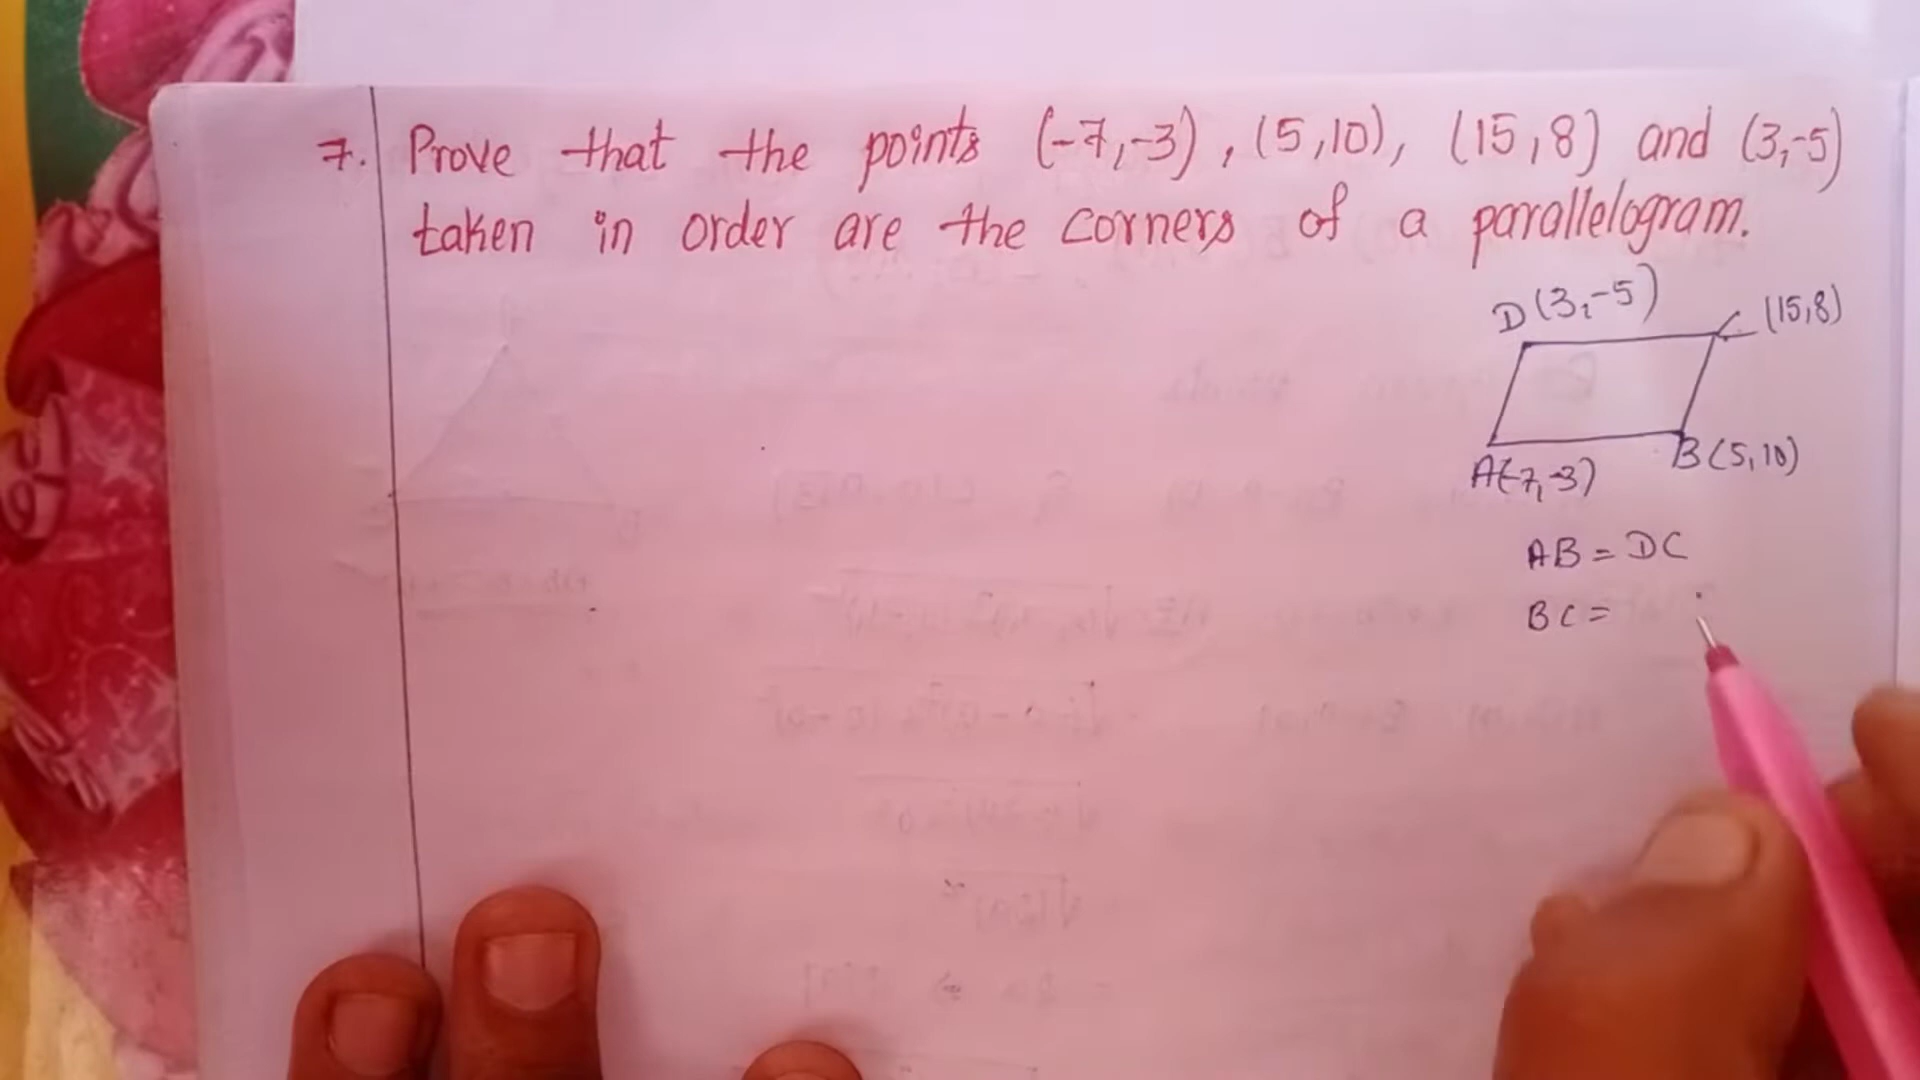 7. Prove that the points (-7,-3), (5,10), (15,8) and (3,-5)
taken in order are the corners of a parallelogram.
D(3,-5) C (15,8)
A(-7,-3) B(5,10)
AB = DC
BC =